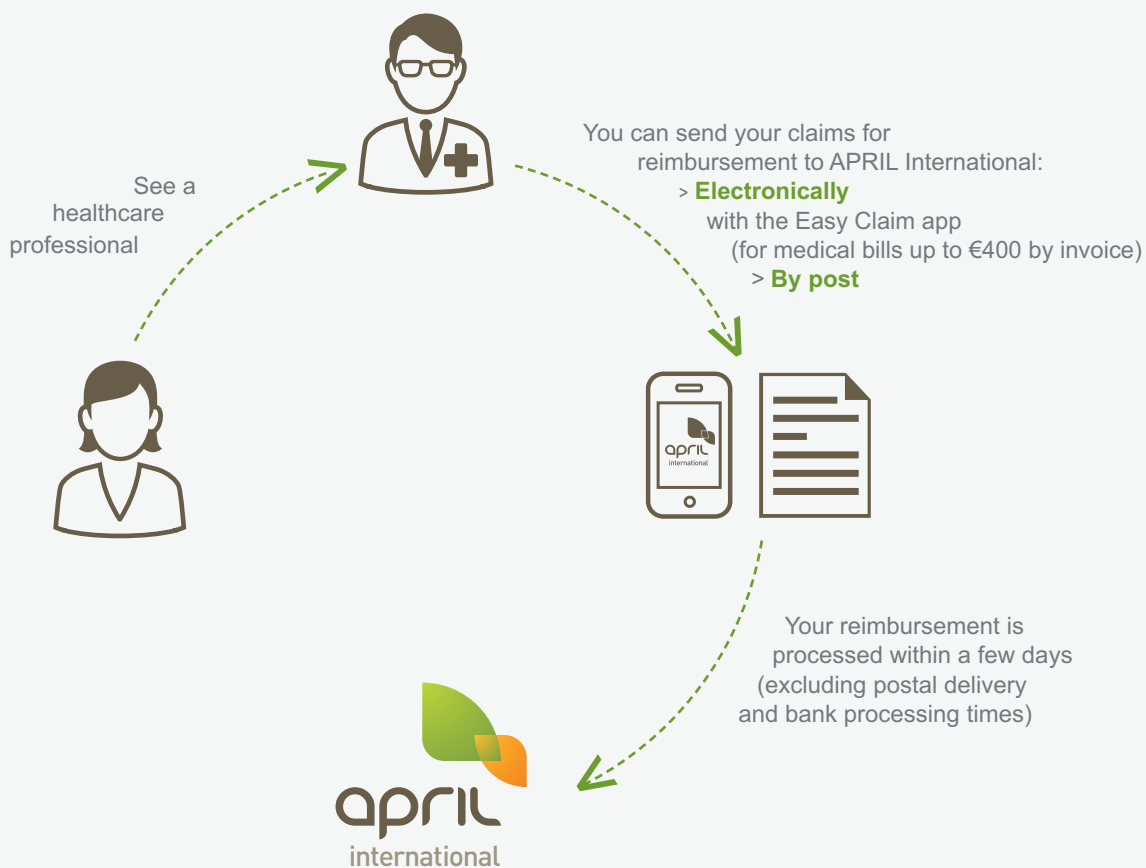 See a
healthcare
professional
You can send your claims for
reimbursement to APRIL International:
> Electronically
with the Easy Claim app
(for medical bills up to €400 by invoice)
> By post
april
international
Your reimbursement is
processed within a few days
(excluding postal delivery
and bank processing times)
april
international